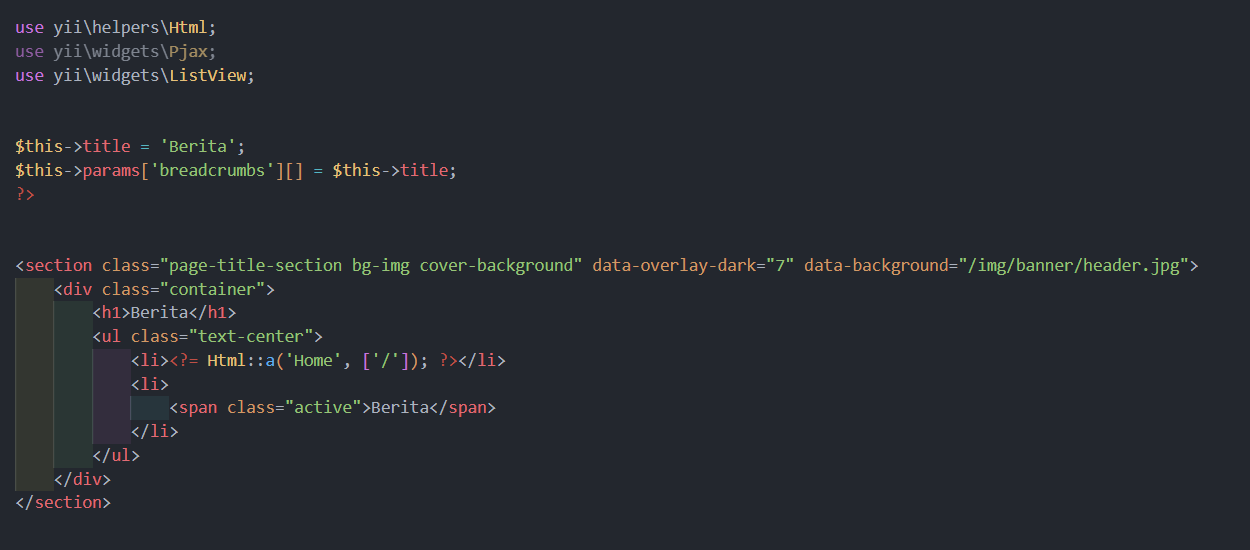 use yii\helpers\Html;
use yii\widgets\Pjax;
use yii\widgets\ListView;
$this->title = 'Berita';
$this->params['breadcrumbs'][] = $this->title;
?>
<section class="page-title-section bg-img cover-background" data-overlay-dark="7" data-background="/img/banner/header.jpg">
<div class="container">
<h1>Berita</h1>
<ul class="text-center">
<li><?= Html::a('Home', ['/']); ?></li>
<li>
<span class="active">Berita</span>
</li>
</ul>
</div>
</section>